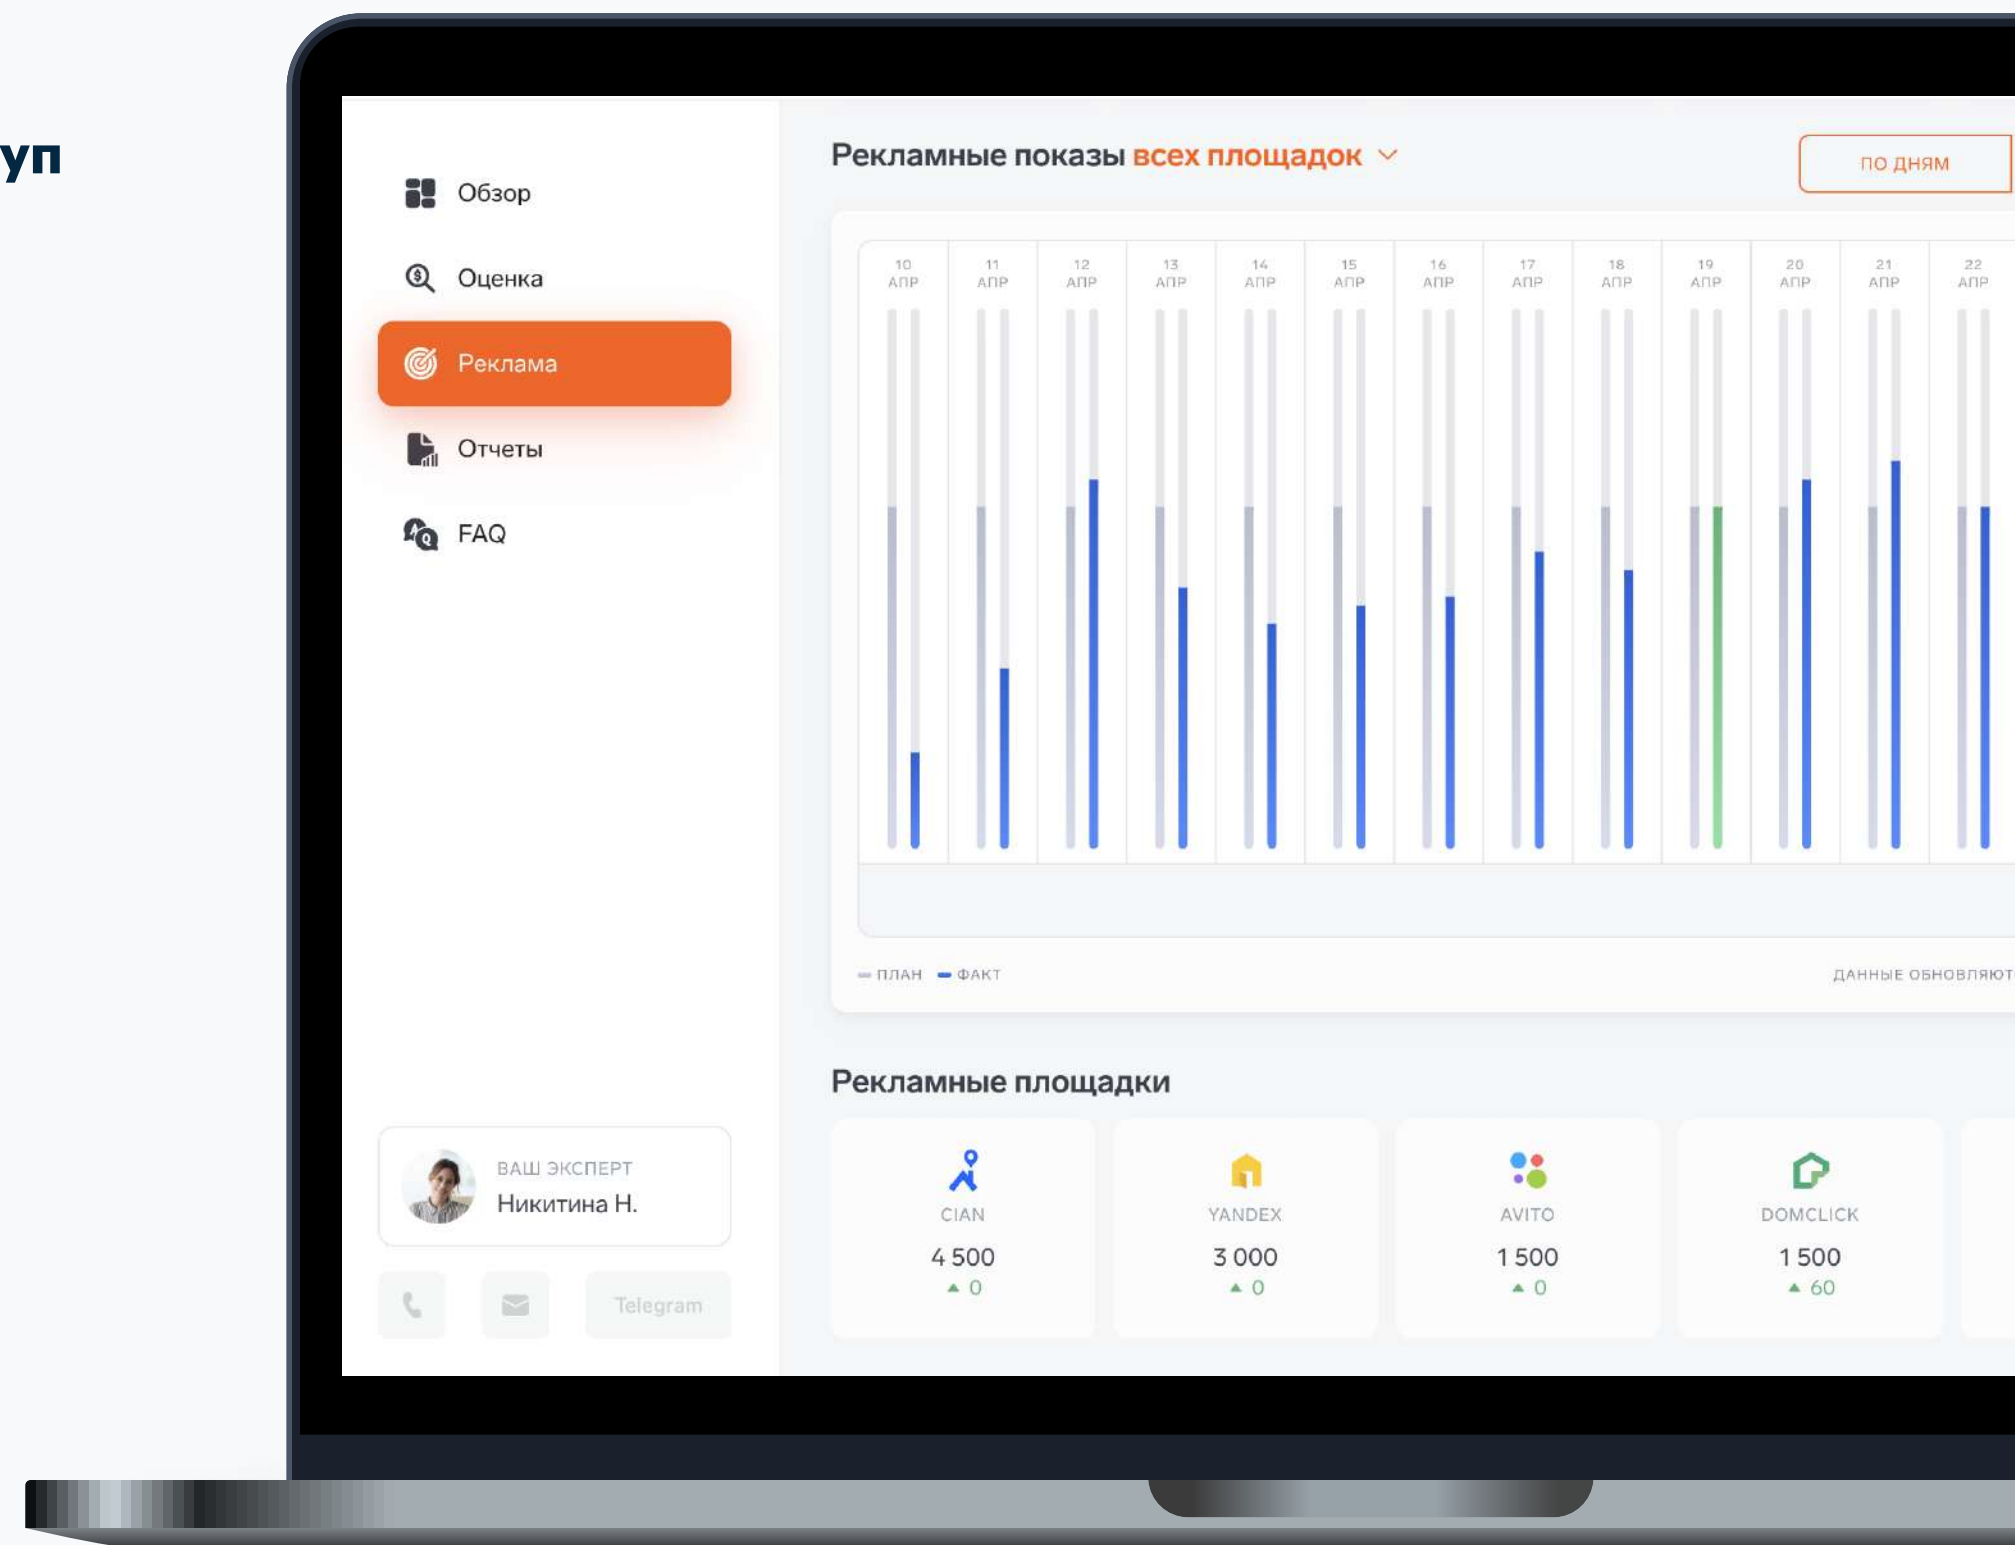 уп
Обзор
Оценка
Реклама
Отчеты
FAQ
ВАШ ЭКСПЕРТ
Никитина Н.
Telegram
Рекламные показы всех площадок
ПО ДНЯМ
10 АПР
11 АПР
12 АПР
13 АПР
14 АПР
15 АПР
16 АПР
17 АПР
18 АПР
19 АПР
20 АПР
21 АПР
22 АПР
ПЛАН ФАКТ
ДАННЫЕ ОБНОВЛЯЮТ
Рекламные площадки
CIAN
4 500
0
YANDEX
3 000
0
AVITO
1 500
0
DOMCLICK
1 500
60